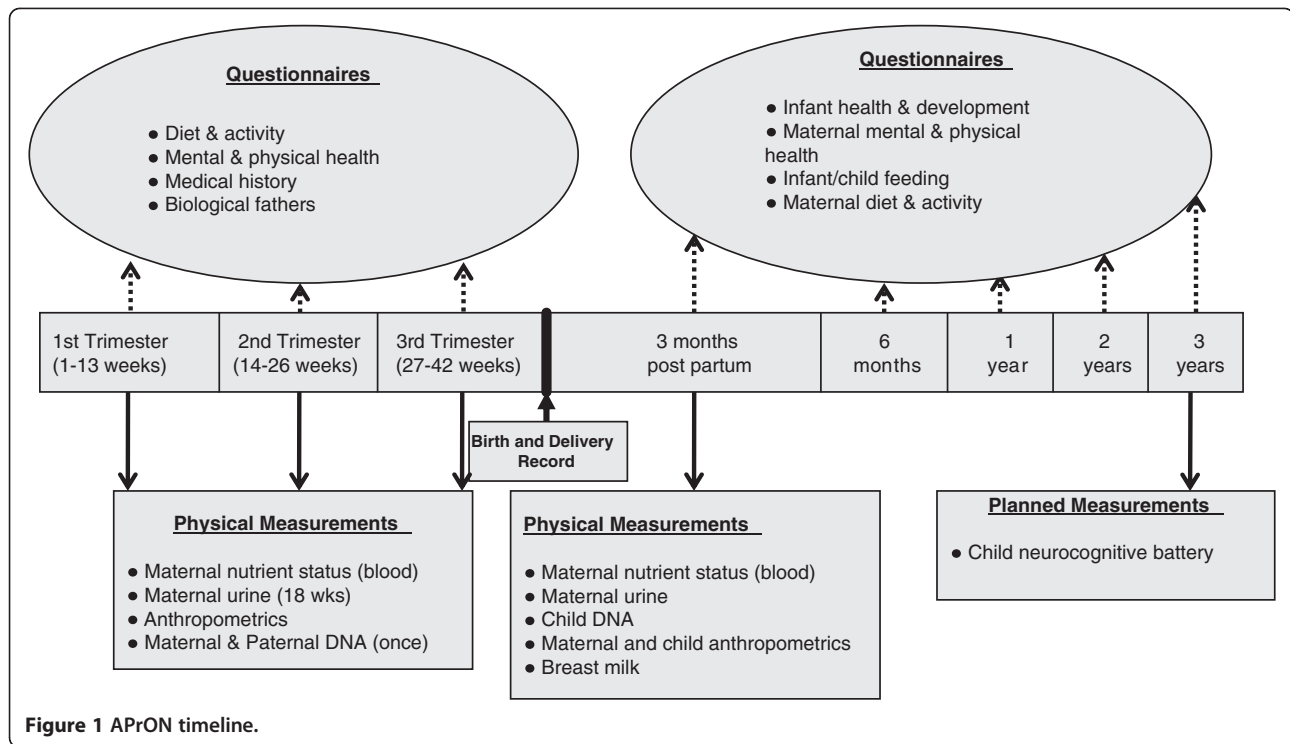 Questionnaires
● Diet & activity
● Mental & physical health
● Medical history
● Biological fathers
Questionnaires
● Infant health & development
● Maternal mental & physical
health
● Infant/child feeding
● Maternal diet & activity
1st Trimester
(1-13 weeks)
2nd Trimester
(14-26 weeks)
3rd Trimester
(27-42 weeks)
3 months
post partum
6
months
1
year
2
years
3
years
Birth and Delivery
Record
Physical Measurements
● Maternal nutrient status (blood)
● Maternal urine (18 wks)
● Anthropometrics
● Maternal & Paternal DNA (once)
Physical Measurements
● Maternal nutrient status (blood)
● Maternal urine
● Child DNA
● Maternal and child anthropometrics
● Breast milk
Planned Measurements
● Child neurocognitive battery
Figure 1 APrON timeline.